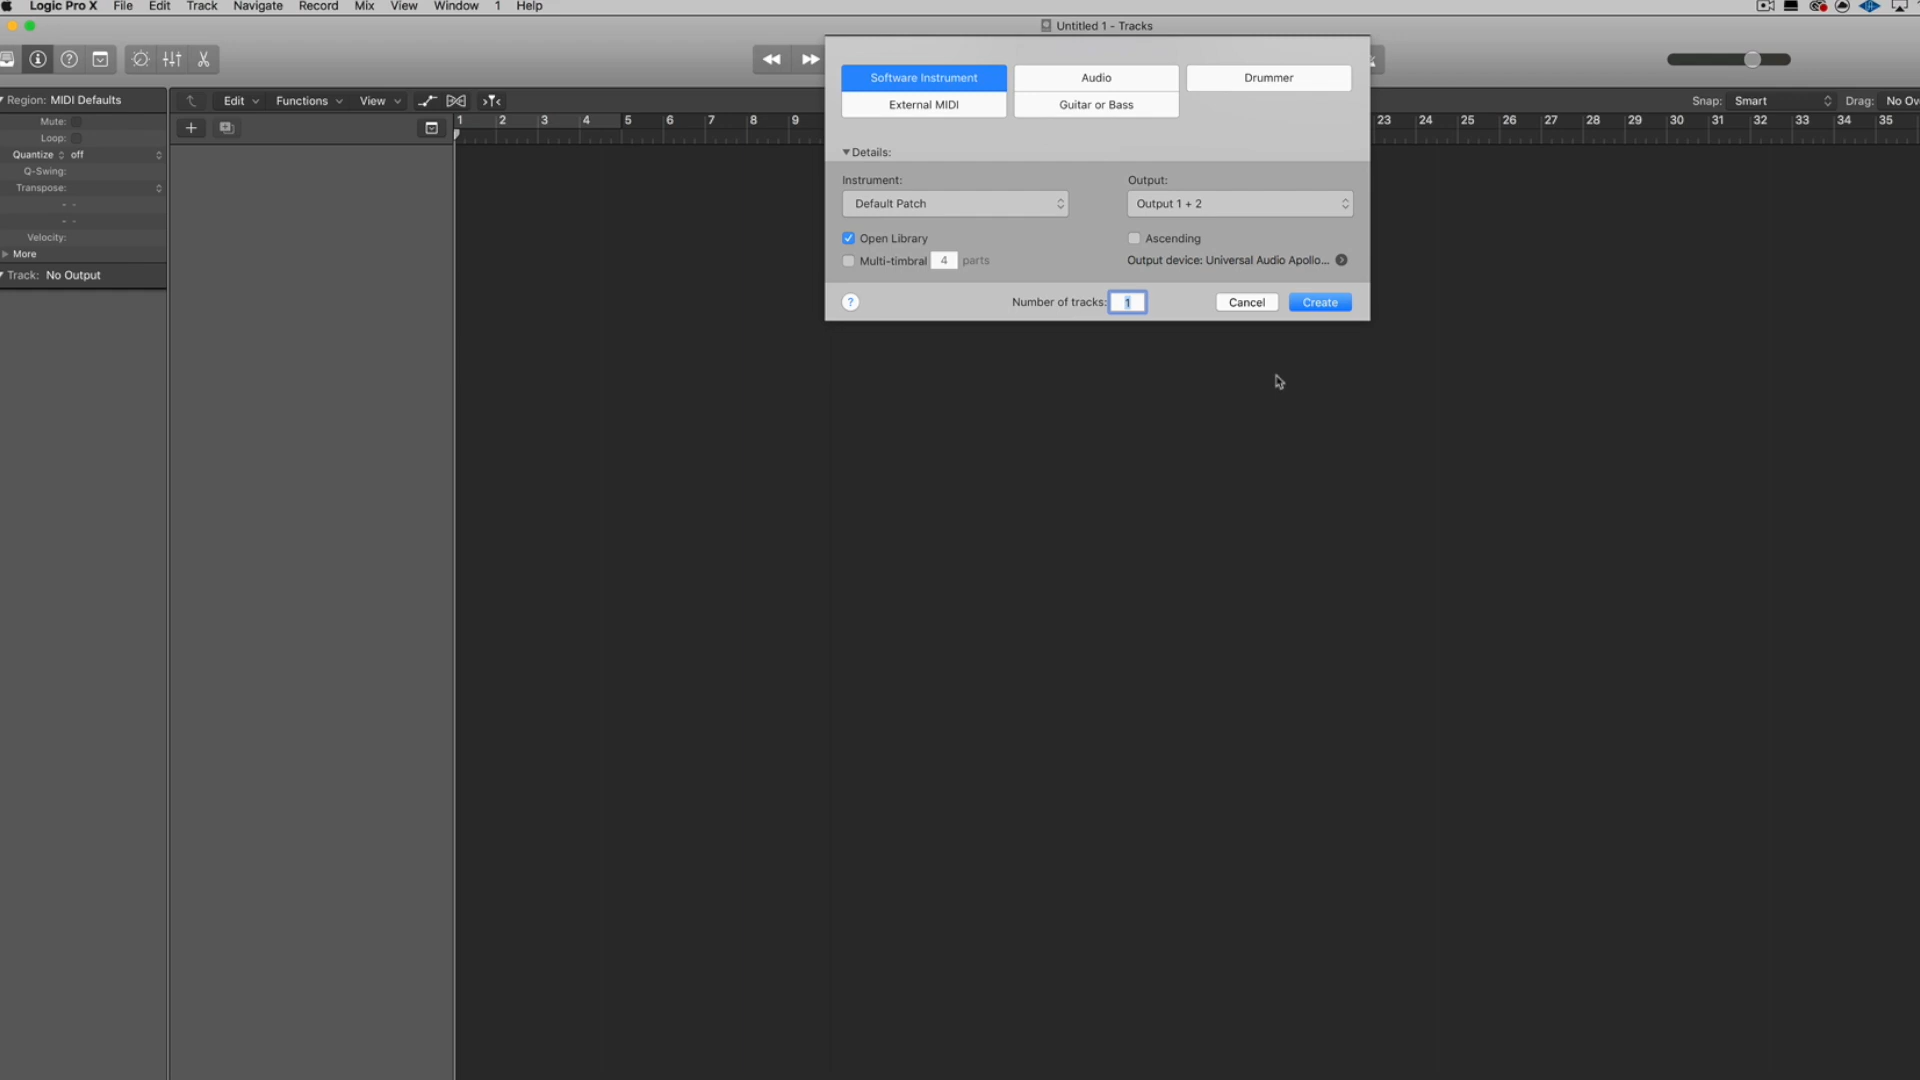 Logic Pro X File Edit Track Navigate Record Mix View Window 1 Help
Untitled 1 - Tracks
Software Instrument Audio Drummer
External MIDI Guitar or Bass
Region: MIDI Defaults Edit Functions View Snap: Smart Drag: No Ov
Mute: 1 2 3 4 5 6 7 8 9 23 24 25 26 27 28 29 30 31 32 33 34 35
Loop:
Quantize off Details:
Q-Swing:
Transpose: Instrument: Output:
- - Default Patch Output 1 + 2
- -
Velocity: Open Library Ascending
More Multi-timbral 4 parts Output device: Universal Audio Apollo... 
Track: No Output
? Number of tracks: 1 Cancel Create